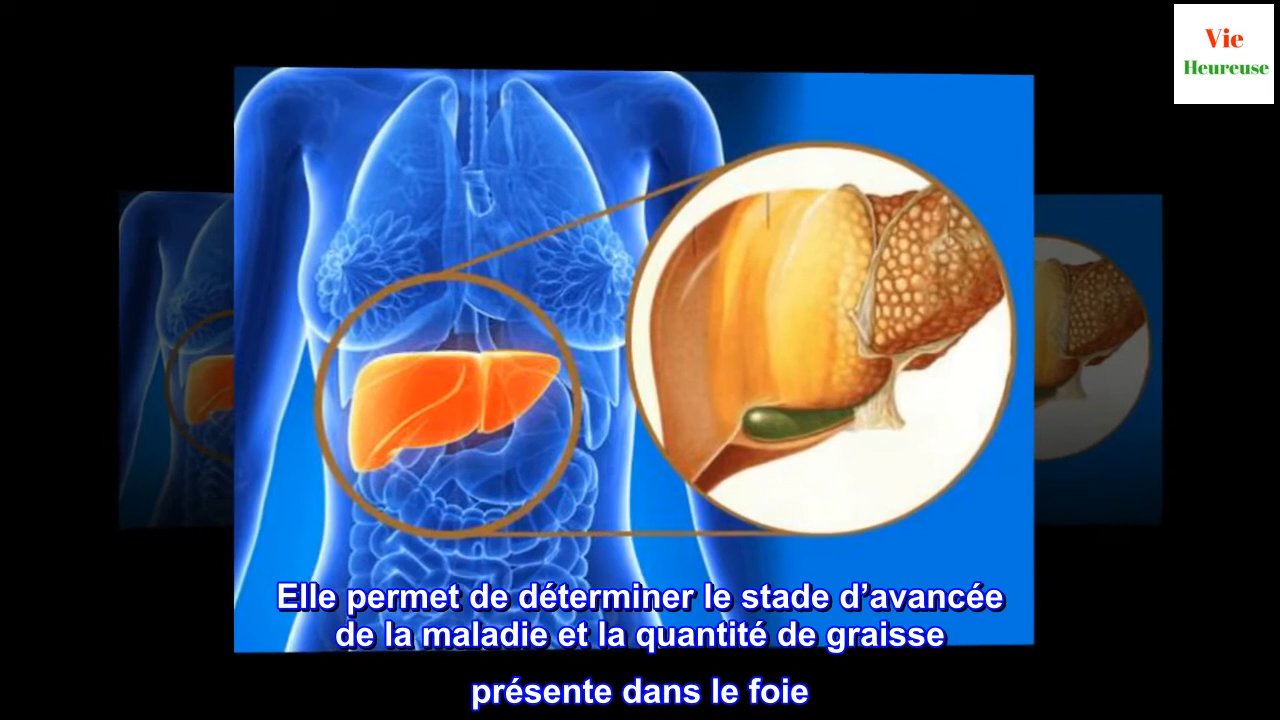 Vie
Heureuse
Elle permet de déterminer le stade d’avancée
de la maladie et la quantité de graisse
présente dans le foie